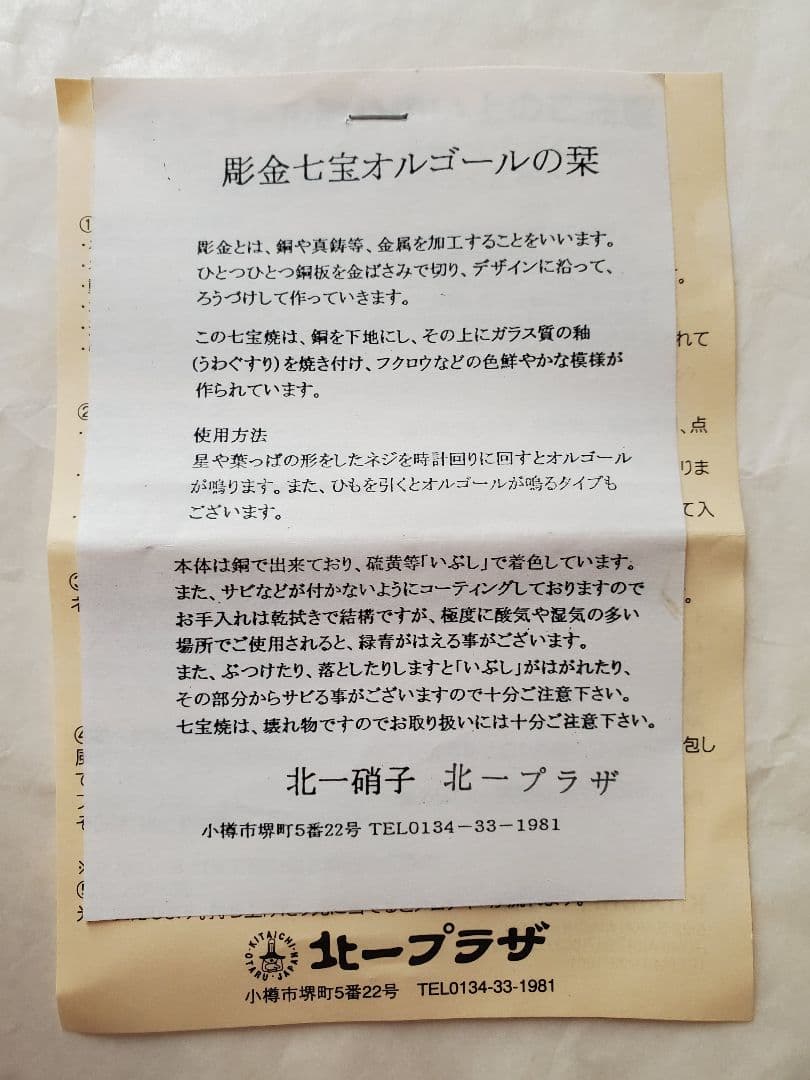 彫金七宝オルゴールの栞
彫金とは、銅や真鋳等、金属を加工することをいいます。
ひとつひとつ銅板を金ばさみで切り、デザインに沿って、
ろうづけして作っていきます。
この七宝焼は、銅を下地にし、その上にガラス質の釉
(うわぐすり)を焼き付け、フクロウなどの色鮮やかな模様が
作られています。
使用方法
星や葉っぱの形をしたネジを時計回りに回すとオルゴール
が鳴ります。また、ひもを引くとオルゴールが鳴るタイプも
ございます。
本体は銅で出来ており、硫黄等「いぶし」で着色しています。
また、サビなどが付かないようにコーティングしておりますので
お手入れは乾拭きで結構ですが、極度に酸気や湿気の多い
場所でご使用されると、緑青がはえる事がございます。
また、ぶつけたり、落としたりしますと「いぶし」がはがれたり、
その部分からサビる事がございますので十分ご注意下さい。
七宝焼は、壊れ物ですのでお取り扱いには十分ご注意下さい。
北一硝子 北一プラザ
小樽市堺町5番22号 TEL0134-33-1981
①
②
れて
、点
りま
て入
④
包し
KITAICHI
OTARU・JAPAN
北一プラザ
小樽市堺町5番22号 TEL0134-33-1981